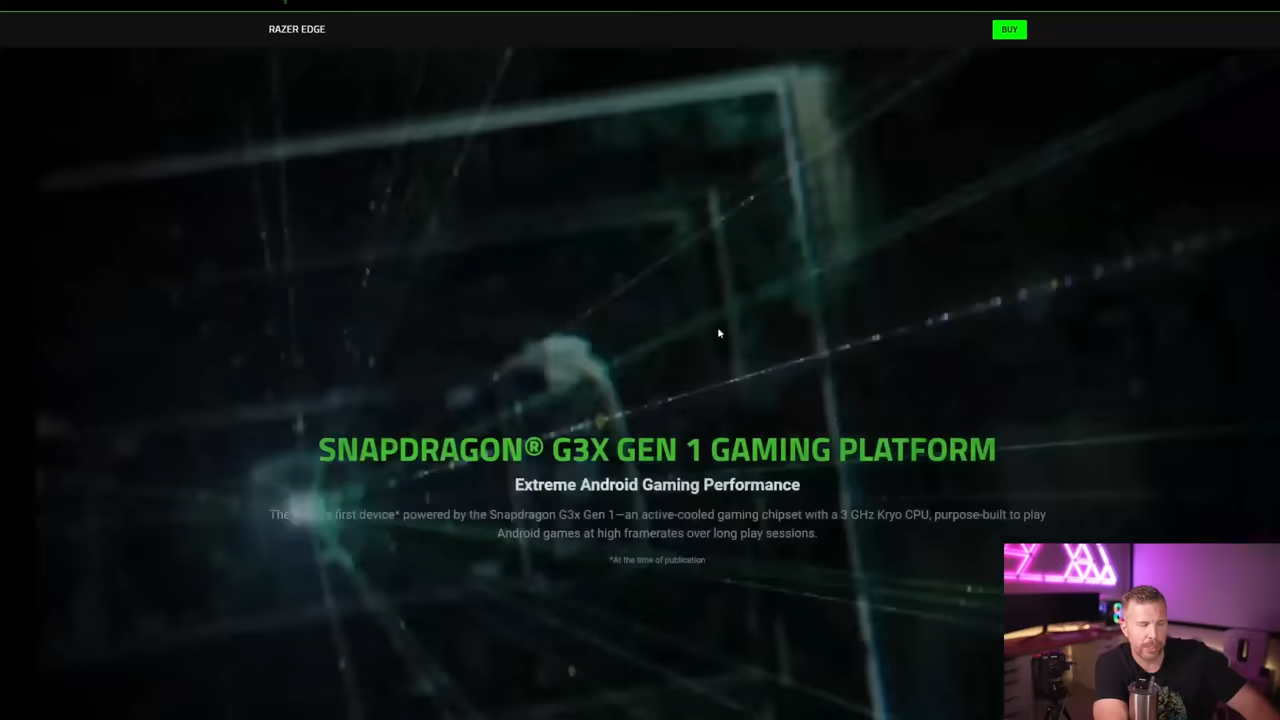 RAZER EDGE
BUY
SNAPDRAGON® G3X GEN 1 GAMING PLATFORM
Extreme Android Gaming Performance
The first device* powered by the Snapdragon G3x Gen 1—an active-cooled gaming chipset with a 3 GHz Kryo CPU, purpose-built to play
Android games at high framerates over long play sessions.
*At the time of publication